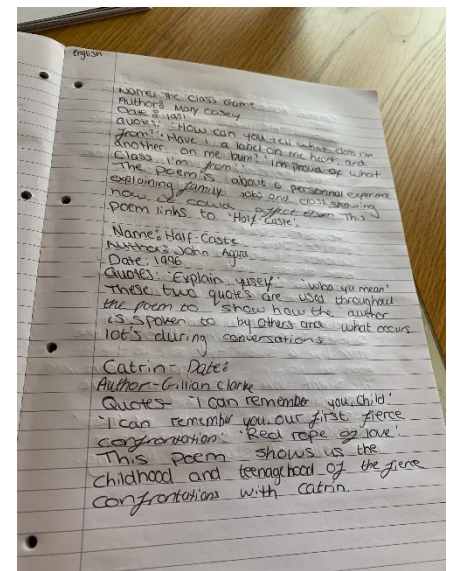 English
Name: The class Game
Author: Mary Casey
Date: 1981
quotes: 'How can you tell what class I'm
from?'. 'Have I a label on me head, and
another on me bum?' 'Im proud of what
class I'm from.'
The poem is about a personal experience
explaining family jobs and class showing
how it could affect them This
poem links to 'Half Caste'.
Name: Half-Caste
Author: John Agard
Date: 1996
Quotes: 'Explain yuself' 'wha yu mean'
These two quotes are used throughout
the poem to show how the author
is spoken to by others and what occurs
lot's during conversations
Catrin - Date:
Author - Gillian Clarke
Quotes - 'I can remember you, child.'
'I can remember you, our first fierce
confrontation.' 'Red rope of love'.
This poem shows us the
childhood and teenagehood of the fierce
confrontations with Catrin.